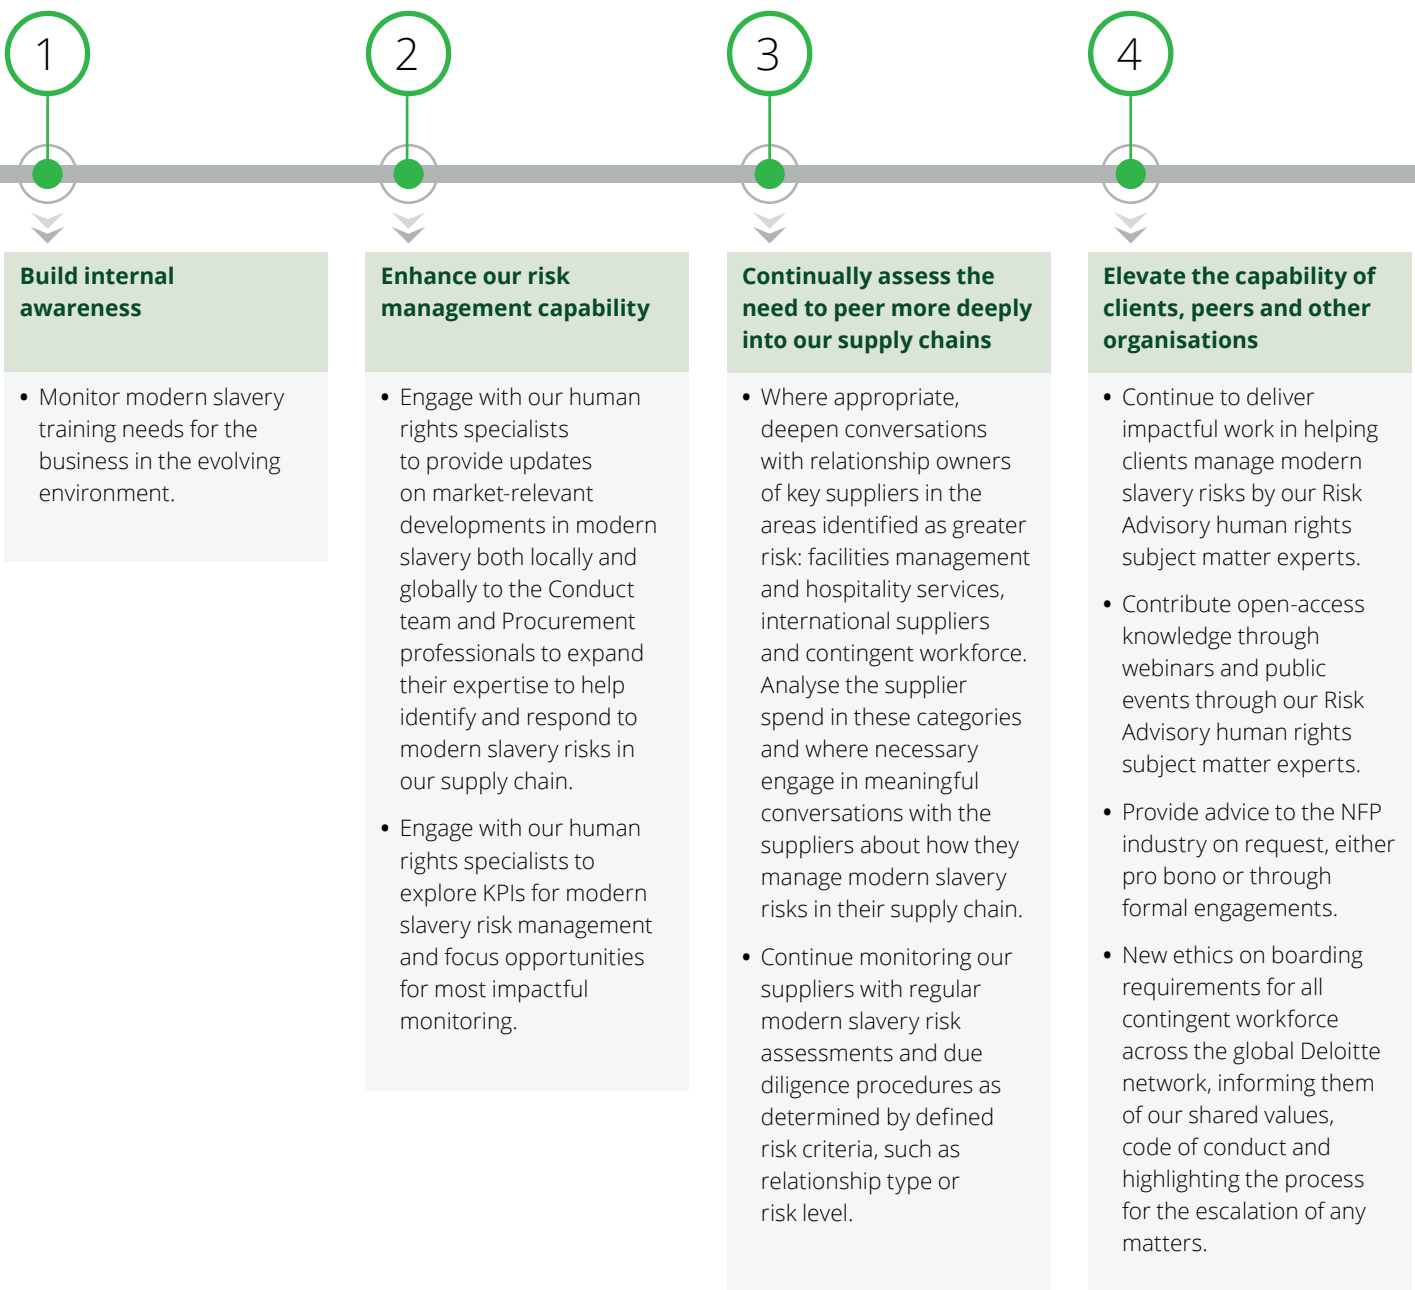 1
Build internal
awareness
• Monitor modern slavery
training needs for the
business in the evolving
environment.
2
Enhance our risk
management capability
• Engage with our human
rights specialists
to provide updates
on market-relevant
developments in modern
slavery both locally and
globally to the Conduct
team and Procurement
professionals to expand
their expertise to help
identify and respond to
modern slavery risks in
our supply chain.
• Engage with our human
rights specialists to
explore KPIs for modern
slavery risk management
and focus opportunities
for most impactful
monitoring.
3
Continually assess the
need to peer more deeply
into our supply chains
• Where appropriate,
deepen conversations
with relationship owners
of key suppliers in the
areas identified as greater
risk: facilities management
and hospitality services,
international suppliers
and contingent workforce.
Analyse the supplier
spend in these categories
and where necessary
engage in meaningful
conversations with the
suppliers about how they
manage modern slavery
risks in their supply chain.
• Continue monitoring our
suppliers with regular
modern slavery risk
assessments and due
diligence procedures as
determined by defined
risk criteria, such as
relationship type or
risk level.
4
Elevate the capability of
clients, peers and other
organisations
• Continue to deliver
impactful work in helping
clients manage modern
slavery risks by our Risk
Advisory human rights
subject matter experts.
• Contribute open-access
knowledge through
webinars and public
events through our Risk
Advisory human rights
subject matter experts.
• Provide advice to the NFP
industry on request, either
pro bono or through
formal engagements.
• New ethics on boarding
requirements for all
contingent workforce
across the global Deloitte
network, informing them
of our shared values,
code of conduct and
highlighting the process
for the escalation of any
matters.